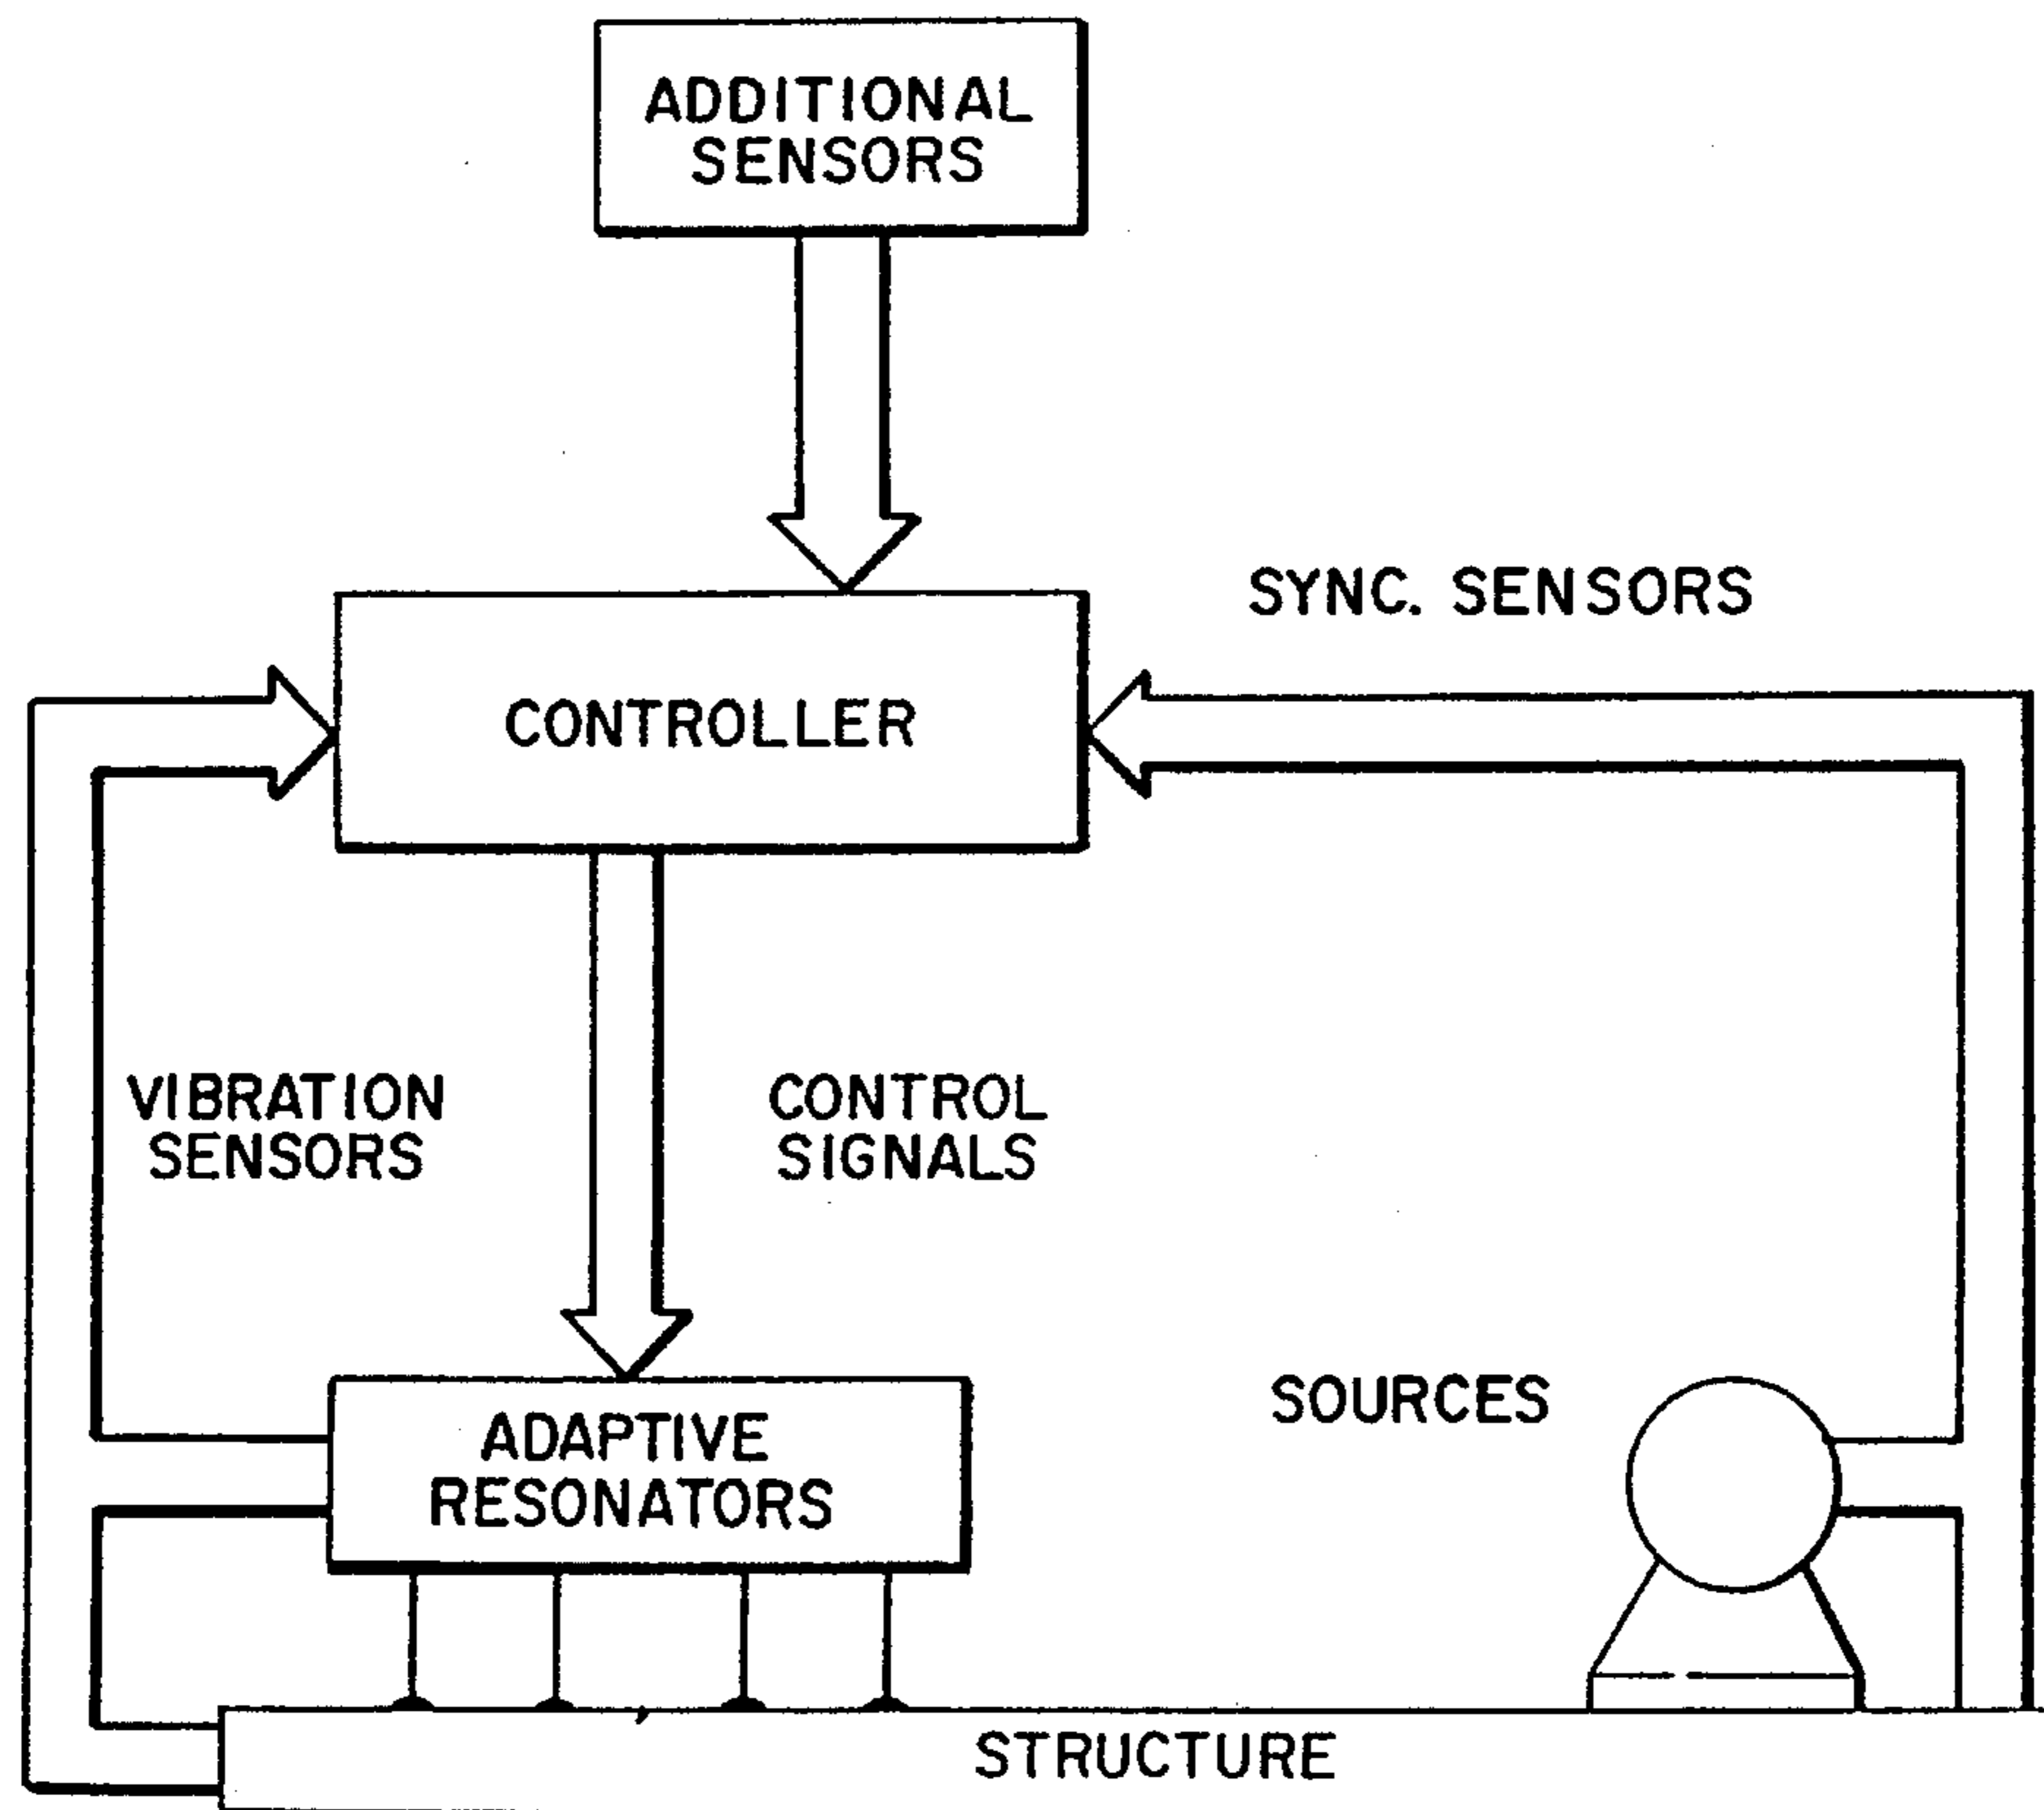 ADDITIONAL
SENSORS
SYNC. SENSORS
CONTROLLER
VIBRATION
SENSORS
CONTROL
SIGNALS
SOURCES
ADAPTIVE
RESONATORS
STRUCTURE